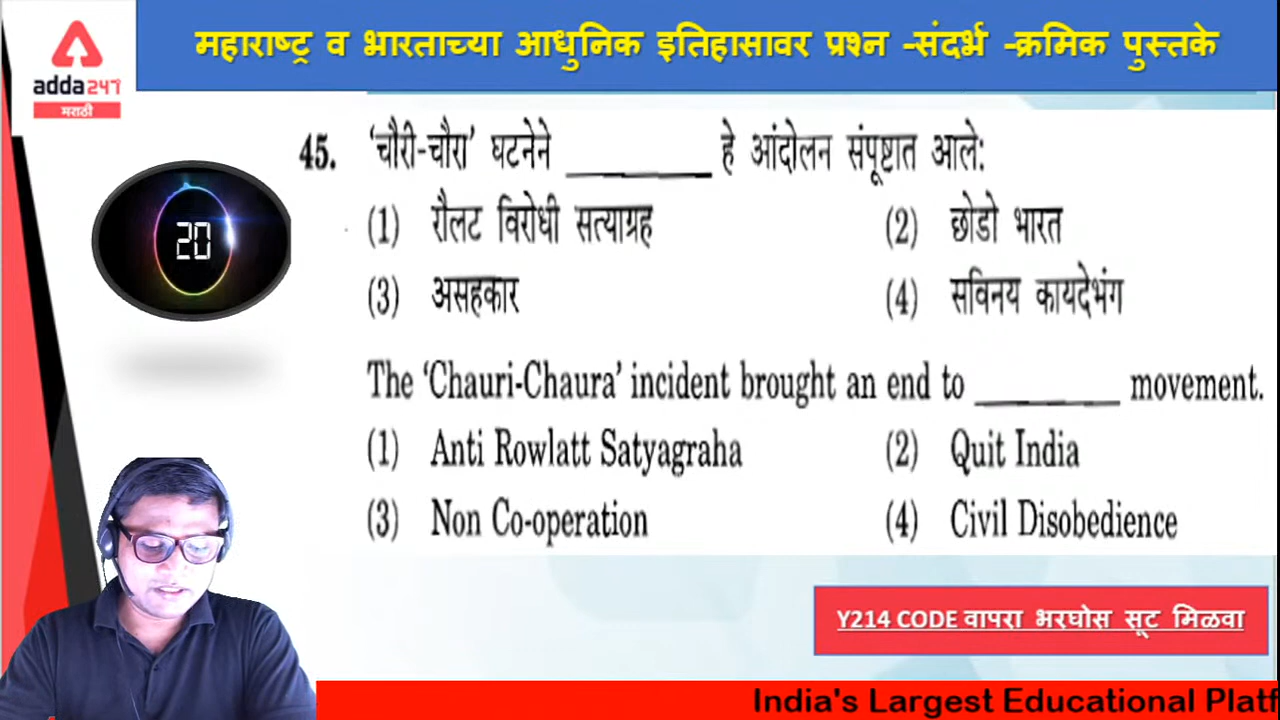 महाराष्ट्र व भारताच्या आधुनिक इतिहासावर प्रश्न -संदर्भ -क्रमिक पुस्तके
adda247
मराठी
45. 'चौरी-चौरा' घटनेने ________ हे आंदोलन संपूष्टात आले:
(1) रौलट विरोधी सत्याग्रह (2) छोडो भारत
20
(3) असहकार (4) सविनय कायदेभंग
The 'Chauri-Chaura' incident brought an end to ________ movement.
(1) Anti Rowlatt Satyagraha (2) Quit India
(3) Non Co-operation (4) Civil Disobedience
Y214 CODE वापरा भरघोस सूट मिळवा
India's Largest Educational Platf